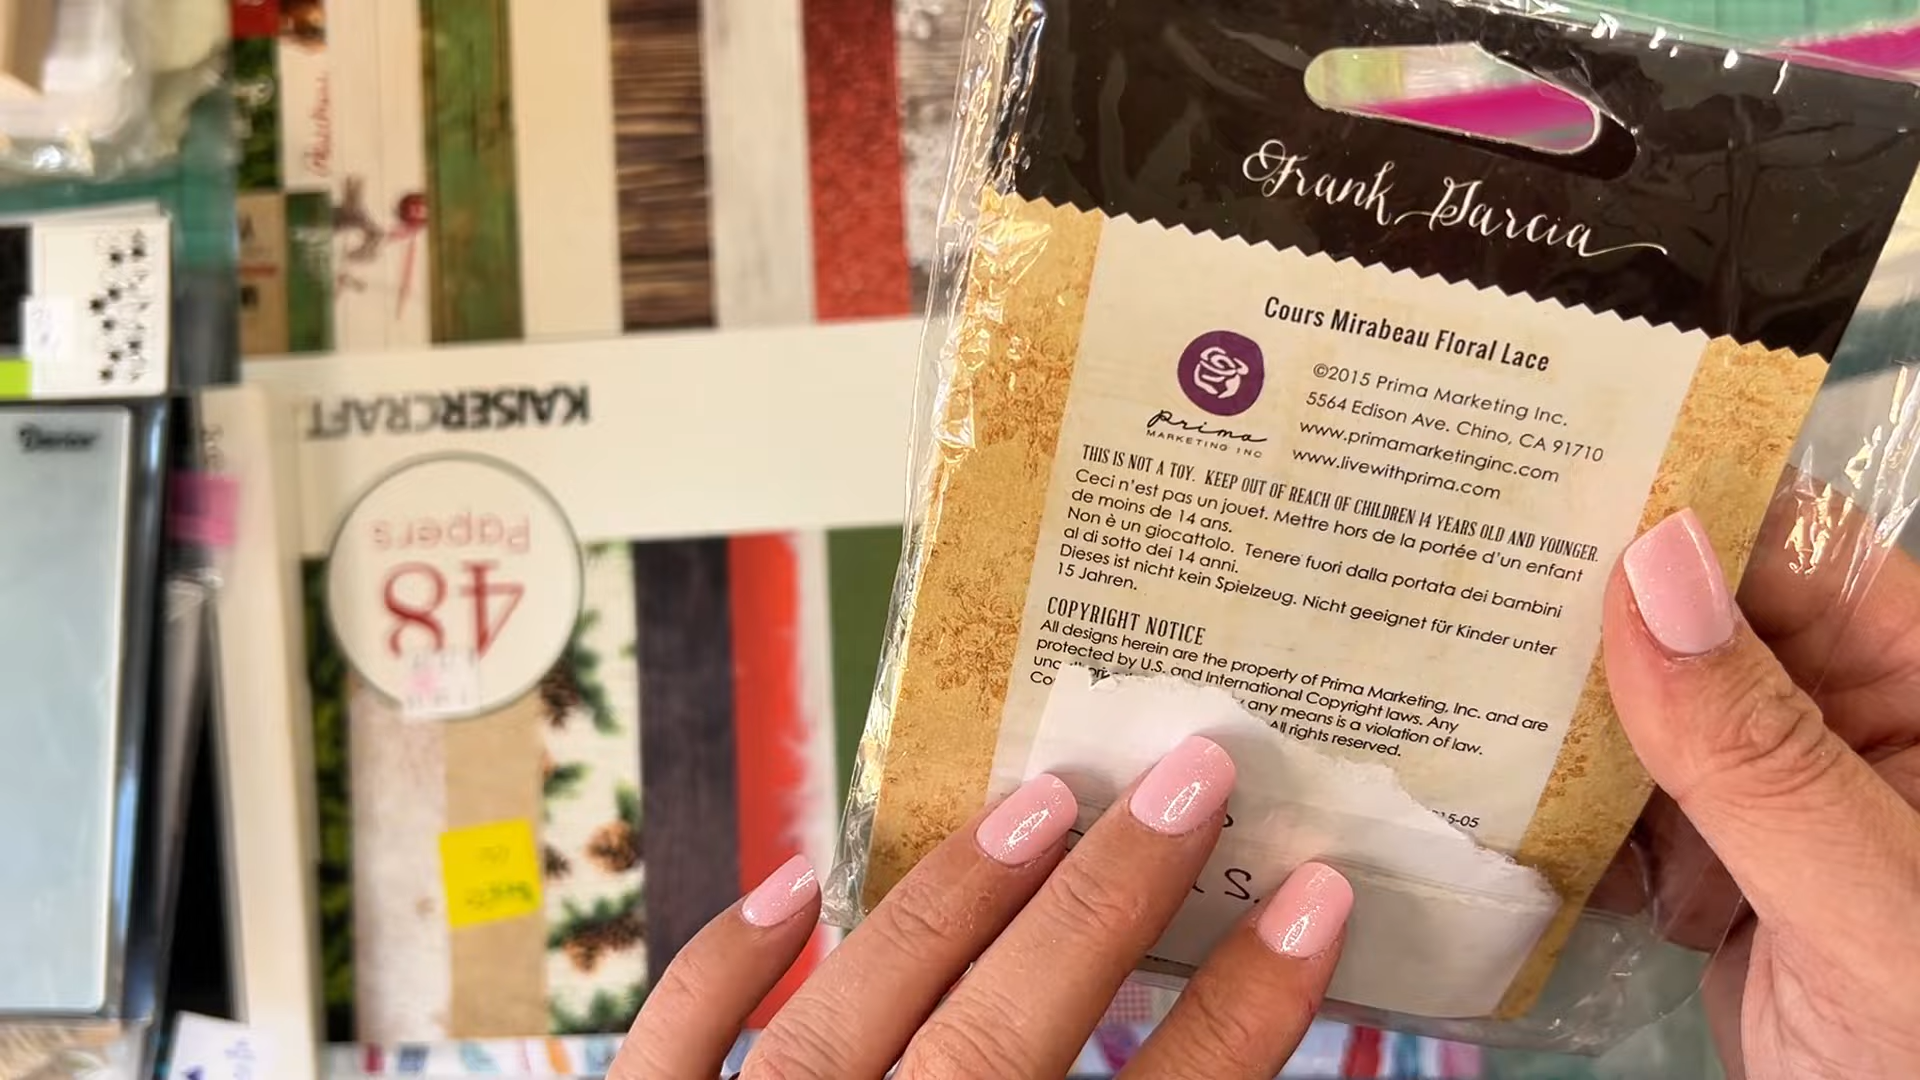 Frank Garcia
Cours Mirabeau Floral Lace
prima
MARKETING INC
©2015 Prima Marketing Inc.
5564 Edison Ave. Chino, CA 91710
www.primamarketinginc.com
www.livewithprima.com
THIS IS NOT A TOY. KEEP OUT OF REACH OF CHILDREN 14 YEARS OLD AND YOUNGER.
Ceci n'est pas un jouet. Mettre hors de la portée d'un enfant
de moins de 14 ans.
Non è un giocattolo. Tenere fuori dalla portata dei bambini
al di sotto dei 14 anni.
Dieses ist nicht kein Spielzeug. Nicht geeignet für Kinder unter
15 Jahren.
COPYRIGHT NOTICE
All designs herein are the property of Prima Marketing, Inc. and are
protected by U.S. and International Copyright laws. Any
any means is a violation of law.
All rights reserved.
15-05
KAISERCRAFT
48
Papers